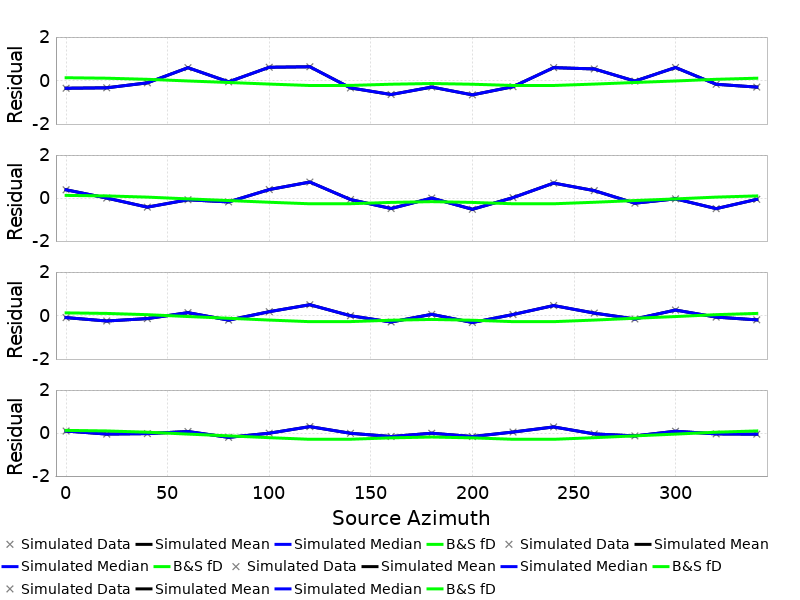 2
0
-2
Residual
2
0
-2
Residual
2
0
-2
Residual
2
0
-2
Residual
0 50 100 150 200 250 300
Source Azimuth
× Simulated Data Simulated Mean Simulated Median B&S fD × Simulated Data Simulated Mean
Simulated Median B&S fD × Simulated Data Simulated Mean Simulated Median B&S fD
× Simulated Data Simulated Mean Simulated Median B&S fD